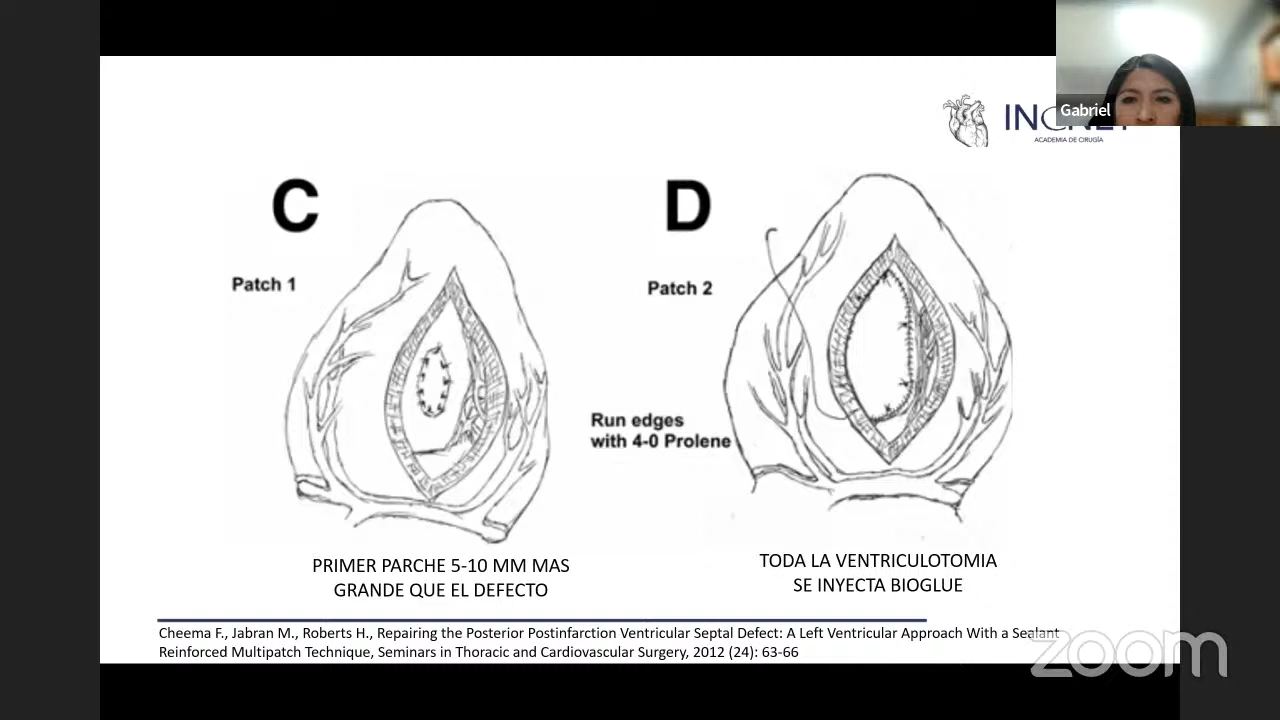 Gabriel
ACADEMIA DE CIRUGÍA
C
D
Patch 1
Patch 2
Run edges
with 4-0 Prolene
PRIMER PARCHE 5-10 MM MAS
GRANDE QUE EL DEFECTO
TODA LA VENTRICULOTOMIA
SE INYECTA BIOGLUE
Cheema F., Jabran M., Roberts H., Repairing the Posterior Postinfarction Ventricular Septal Defect: A Left Ventricular Approach With a Sealant
Reinforced Multipatch Technique, Seminars in Thoracic and Cardiovascular Surgery, 2012 (24): 63-66
zoom